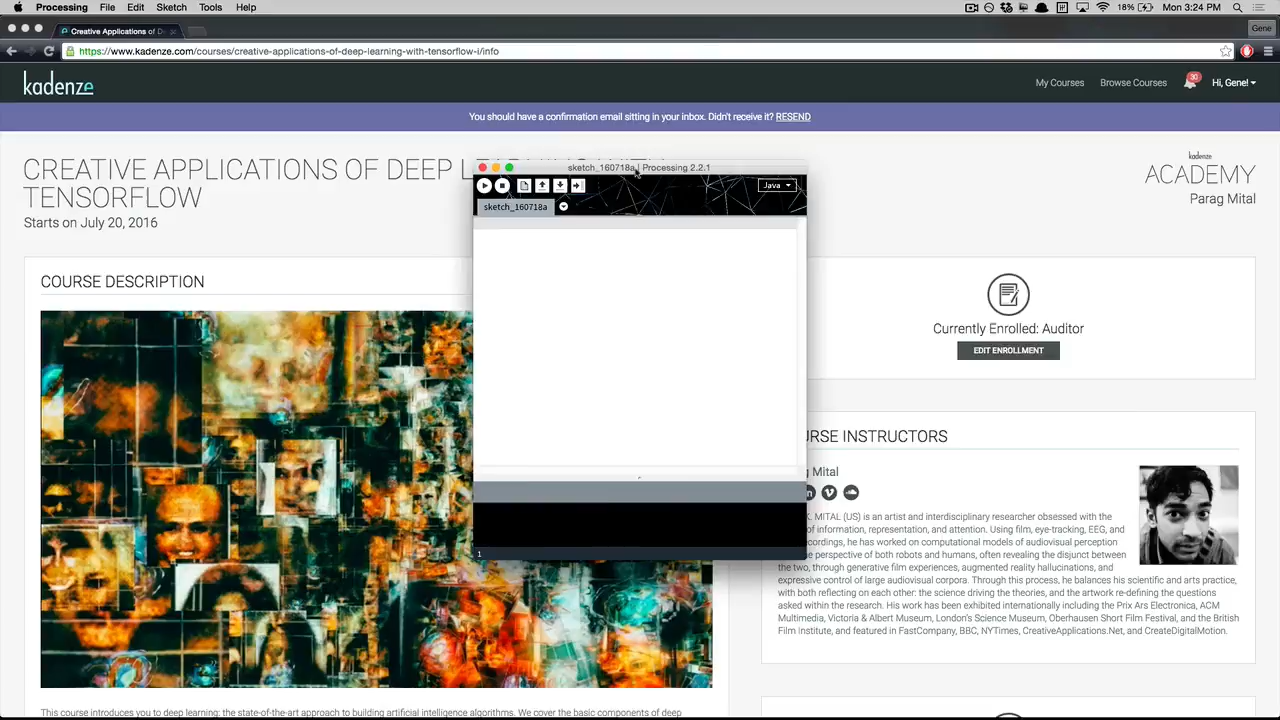 Processing File Edit Sketch Tools Help
18% Mon 3:24 PM
Creative Applications of De
Gene
https://www.kadenze.com/courses/creative-applications-of-deep-learning-with-tensorflow-i/info
kadenze
My Courses Browse Courses 30 Hi, Gene!
You should have a confirmation email sitting in your inbox. Didn't receive it? RESEND
CREATIVE APPLICATIONS OF DEEP L
TENSORFLOW
Starts on July 20, 2016
kadenze
ACADEMY
Parag Mital
sketch_160718a | Processing 2.2.1
Java
sketch_160718a
1
COURSE DESCRIPTION
Currently Enrolled: Auditor
EDIT ENROLLMENT
URSE INSTRUCTORS
g Mital
K. MITAL (US) is an artist and interdisciplinary researcher obsessed with the
of information, representation, and attention. Using film, eye-tracking, EEG, and
cordings, he has worked on computational models of audiovisual perception
e perspective of both robots and humans, often revealing the disjunct between
the two, through generative film experiences, augmented reality hallucinations, and
expressive control of large audiovisual corpora. Through this process, he balances his scientific and arts practice,
with both reflecting on each other: the science driving the theories, and the artwork re-defining the questions
asked within the research. His work has been exhibited internationally including the Prix Ars Electronica, ACM
Multimedia, Victoria & Albert Museum, London's Science Museum, Oberhausen Short Film Festival, and the British
Film Institute, and featured in FastCompany, BBC, NYTimes, CreativeApplications.Net, and CreateDigitalMotion.
This course introduces you to deep learning: the state-of-the-art approach to building artificial intelligence algorithms. We cover the basic components of deep